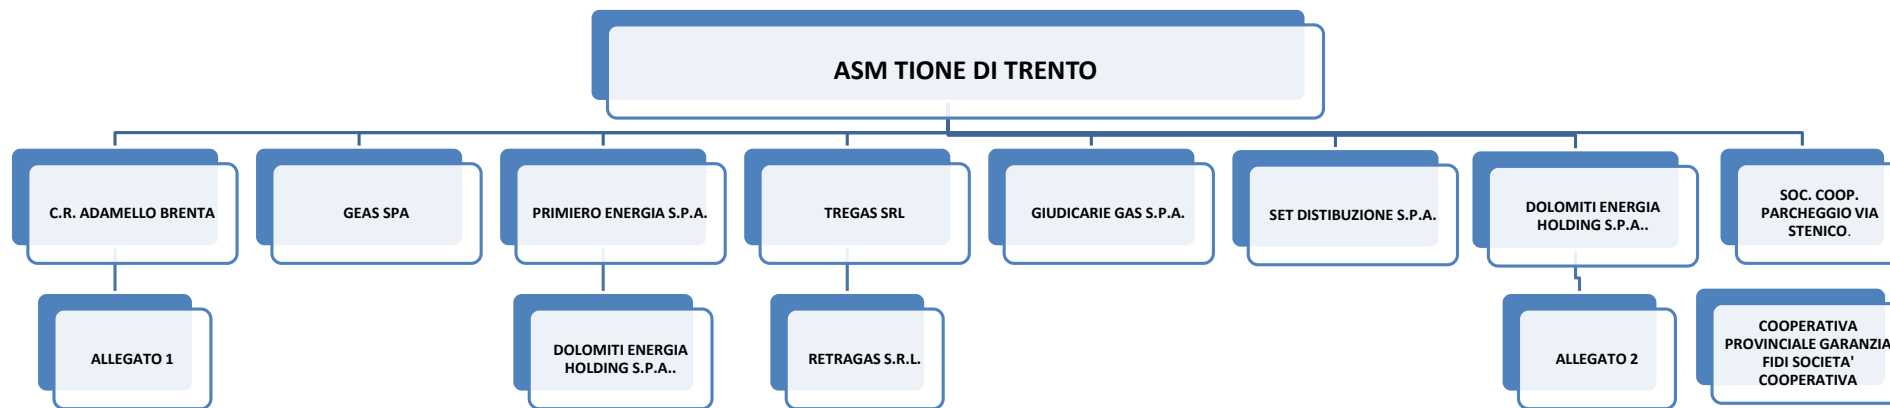 ASM TIONE DI TRENTO
C.R. ADAMELLO BRENTA
GEAS SPA
PRIMIERO ENERGIA S.P.A.
TREGAS SRL
GIUDICARIE GAS S.P.A.
SET DISTIBUZIONE S.P.A.
DOLOMITI ENERGIA
HOLDING S.P.A..
SOC. COOP.
PARCHEGGIO VIA
STENICO.
ALLEGATO 1
DOLOMITI ENERGIA
HOLDING S.P.A..
RETRAGAS S.R.L.
ALLEGATO 2
COOPERATIVA
PROVINCIALE GARANZIA
FIDI SOCIETA'
COOPERATIVA